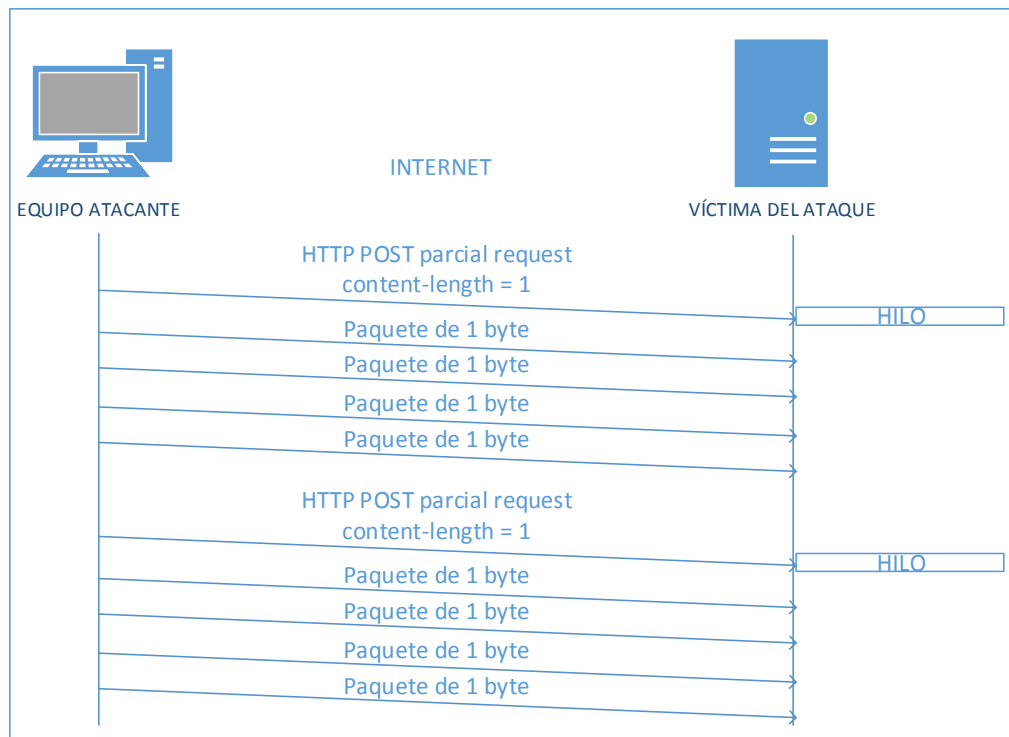 INTERNET
EQUIPO ATACANTE
VÍCTIMA DEL ATAQUE
HTTP POST parcial request
content-length = 1
HILO
Paquete de 1 byte
Paquete de 1 byte
Paquete de 1 byte
Paquete de 1 byte
HTTP POST parcial request
content-length = 1
HILO
Paquete de 1 byte
Paquete de 1 byte
Paquete de 1 byte
Paquete de 1 byte